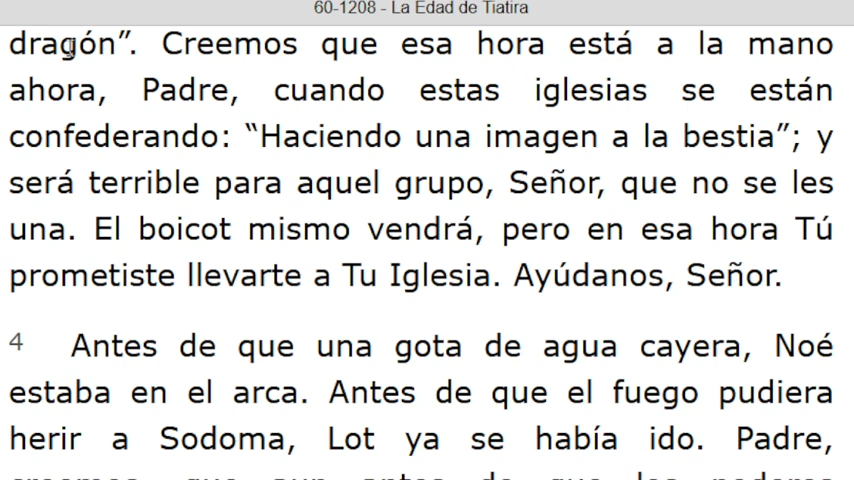 60-1208 - La Edad de Tiatira
dragón”. Creemos que esa hora está a la mano
ahora, Padre, cuando estas iglesias se están
confederando: “Haciendo una imagen a la bestia”; y
será terrible para aquel grupo, Señor, que no se les
una. El boicot mismo vendrá, pero en esa hora Tú
prometiste llevarte a Tu Iglesia. Ayúdanos, Señor.
4 Antes de que una gota de agua cayera, Noé
estaba en el arca. Antes de que el fuego pudiera
herir a Sodoma, Lot ya se había ido. Padre,